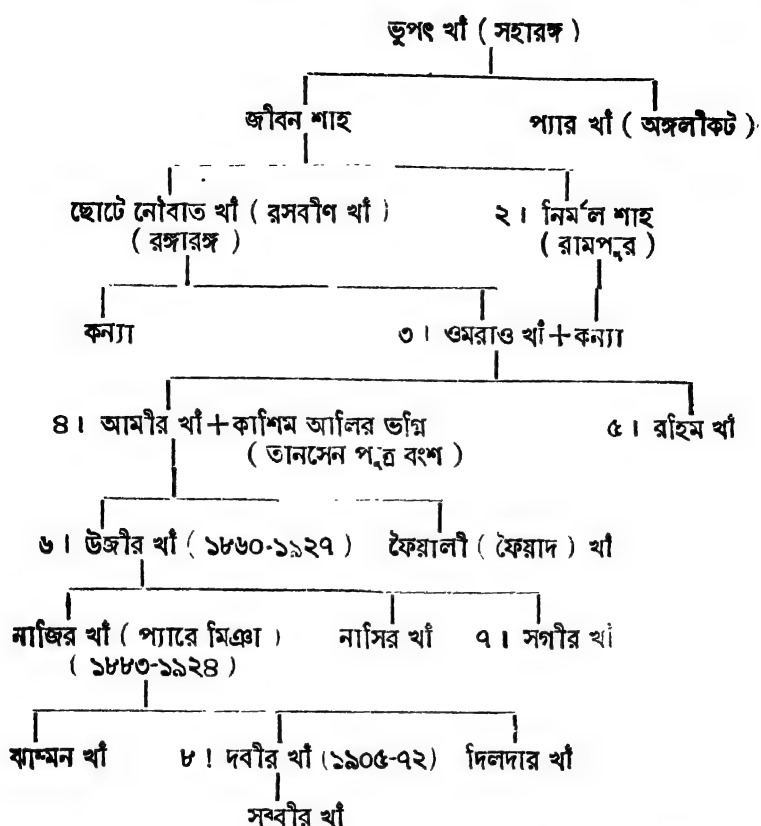 ভূপৎ খাঁ ( সহারঙ্গ )
জীবন শাহ প্যার খাঁ ( অঙ্গলীকট )
ছোটে নৌবাত খাঁ ( রসবীণ খাঁ ) ২। নির্মল শাহ
( রঙ্গারঙ্গ ) ( রামপুর )
কন্যা ৩। ওমরাও খাঁ+কন্যা
৪। আমীর খাঁ+কাশিম আলির ভগ্নি ৫। রহিম খাঁ
( তানসেন পুত্র বংশ )
৬। উজীর খাঁ ( ১৮৬০-১৯২৭ ) ফৈয়ালী ( ফৈয়াদ ) খাঁ
নাজির খাঁ ( প্যারে মিঞা ) নাসির খাঁ ৭। সগীর খাঁ
( ১৮৮৩-১৯২৪ )
ঝাম্মন খাঁ ৮। দবীর খাঁ (১৯০৫-৭২) দিলদার খাঁ
সব্বীর খাঁ